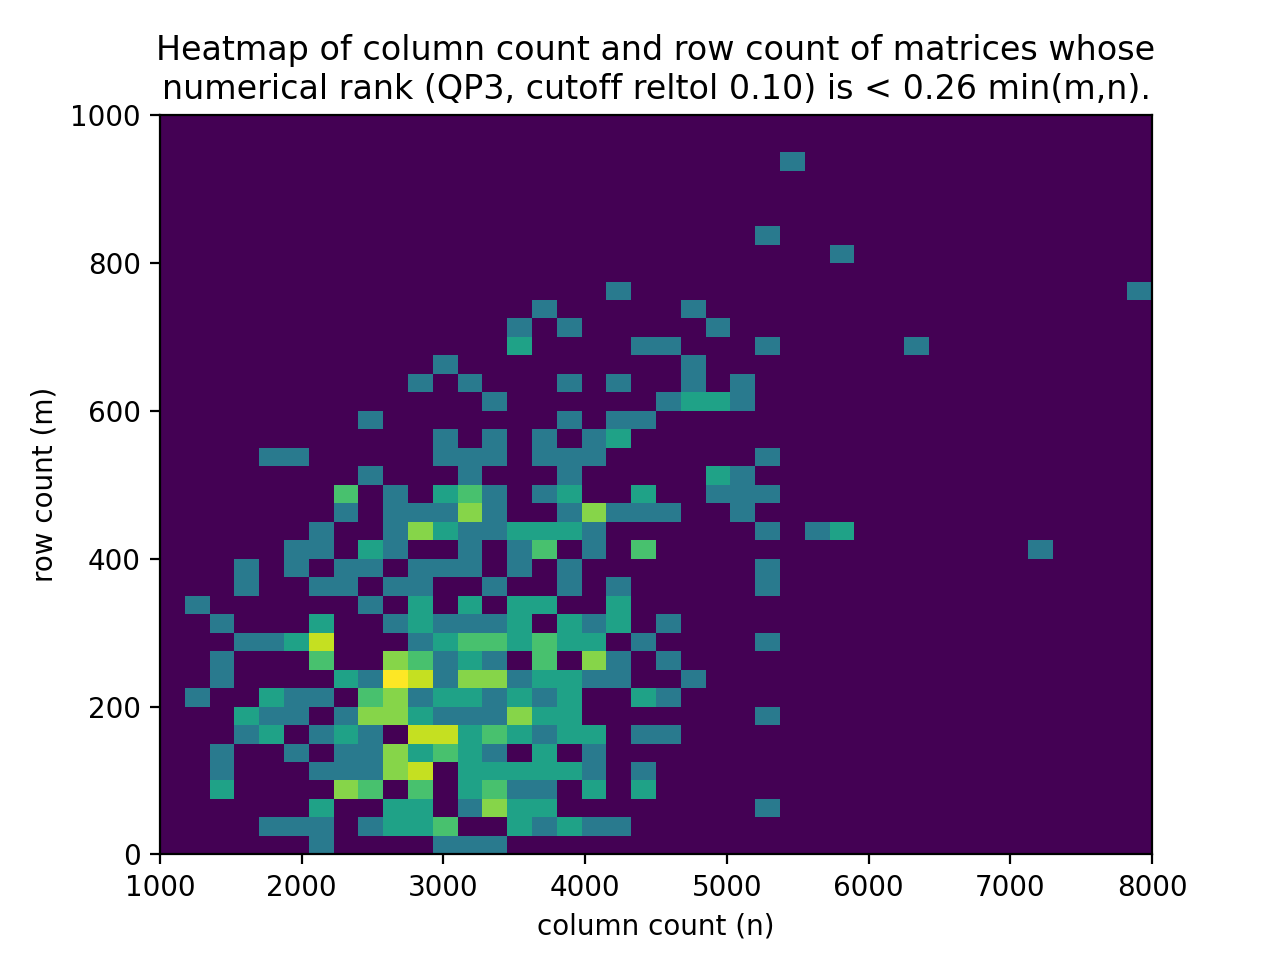 Heatmap of column count and row count of matrices whose
numerical rank (QP3, cutoff reltol 0.10) is < 0.26 min(m,n).
1000
800
600
400
200
0
row count (m)
1000 2000 3000 4000 5000 6000 7000 8000
column count (n)